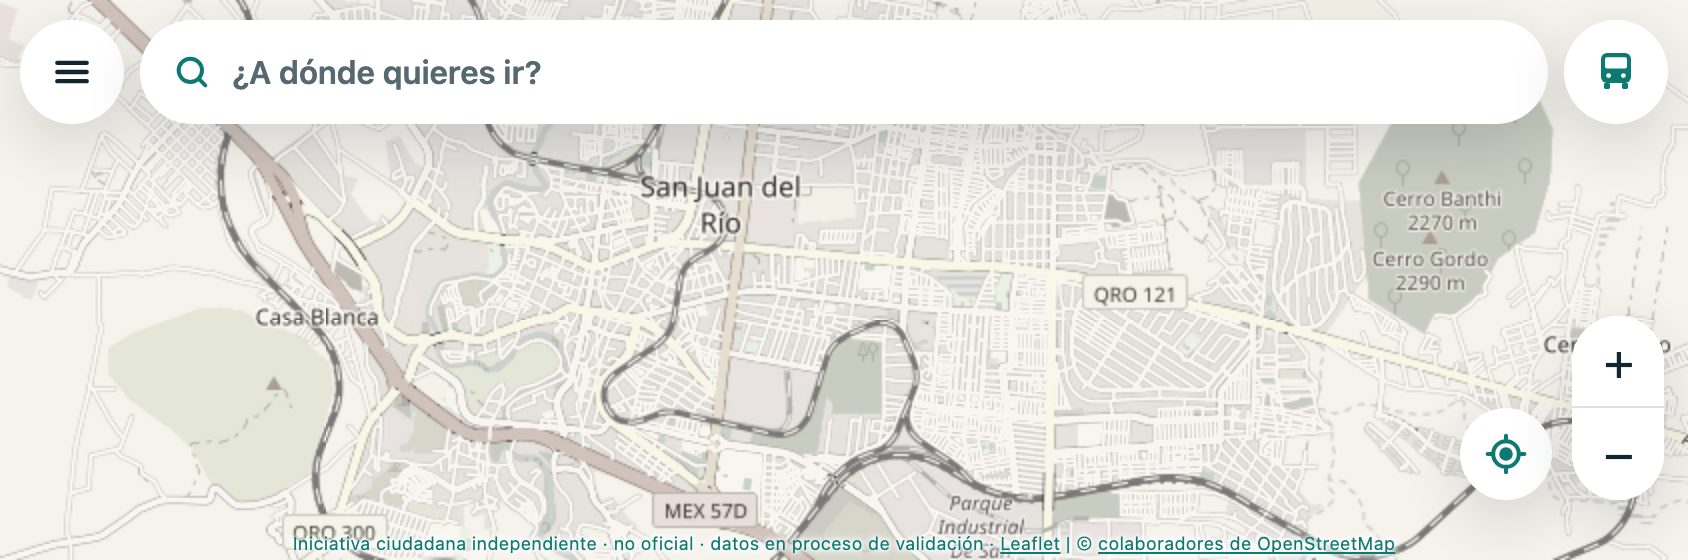 ¿A dónde quieres ir?
San Juan del
Río
Cerro Banthi
2270 m
Cerro Gordo
2290 m
QRO 121
Casa Blanca
MEX 57D
QRO 300
Parque
Industrial
Iniciativa ciudadana independiente · no oficial · datos en proceso de validación · Leaflet | © colaboradores de OpenStreetMap